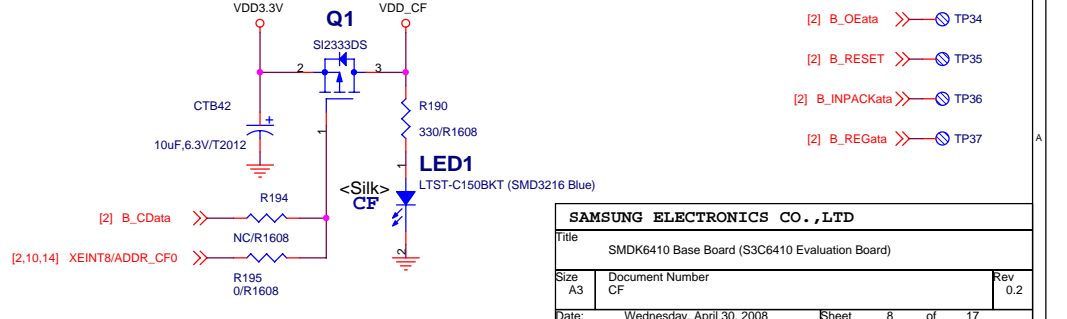 VDD3.3V
Q1
VDD_CF
SI2333DS
2
3
1
CTB42
+
10uF,6.3V/T2012
R190
330/R1608
1
LED1
LTST-C150BKT (SMD3216 Blue)
<Silk>
CF
2
R194
[2] B_CData
NC/R1608
[2,10,14] XEINT8/ADDR_CF0
R195
0/R1608
[2] B_OEata TP34
[2] B_RESET TP35
[2] B_INPACKata TP36
[2] B_REGata TP37
A
SAMSUNG ELECTRONICS CO.,LTD
Title
SMDK6410 Base Board (S3C6410 Evaluation Board)
Size Document Number Rev
A3 CF 0.2
Date: Wednesday, April 30, 2008 Sheet 8 of 17